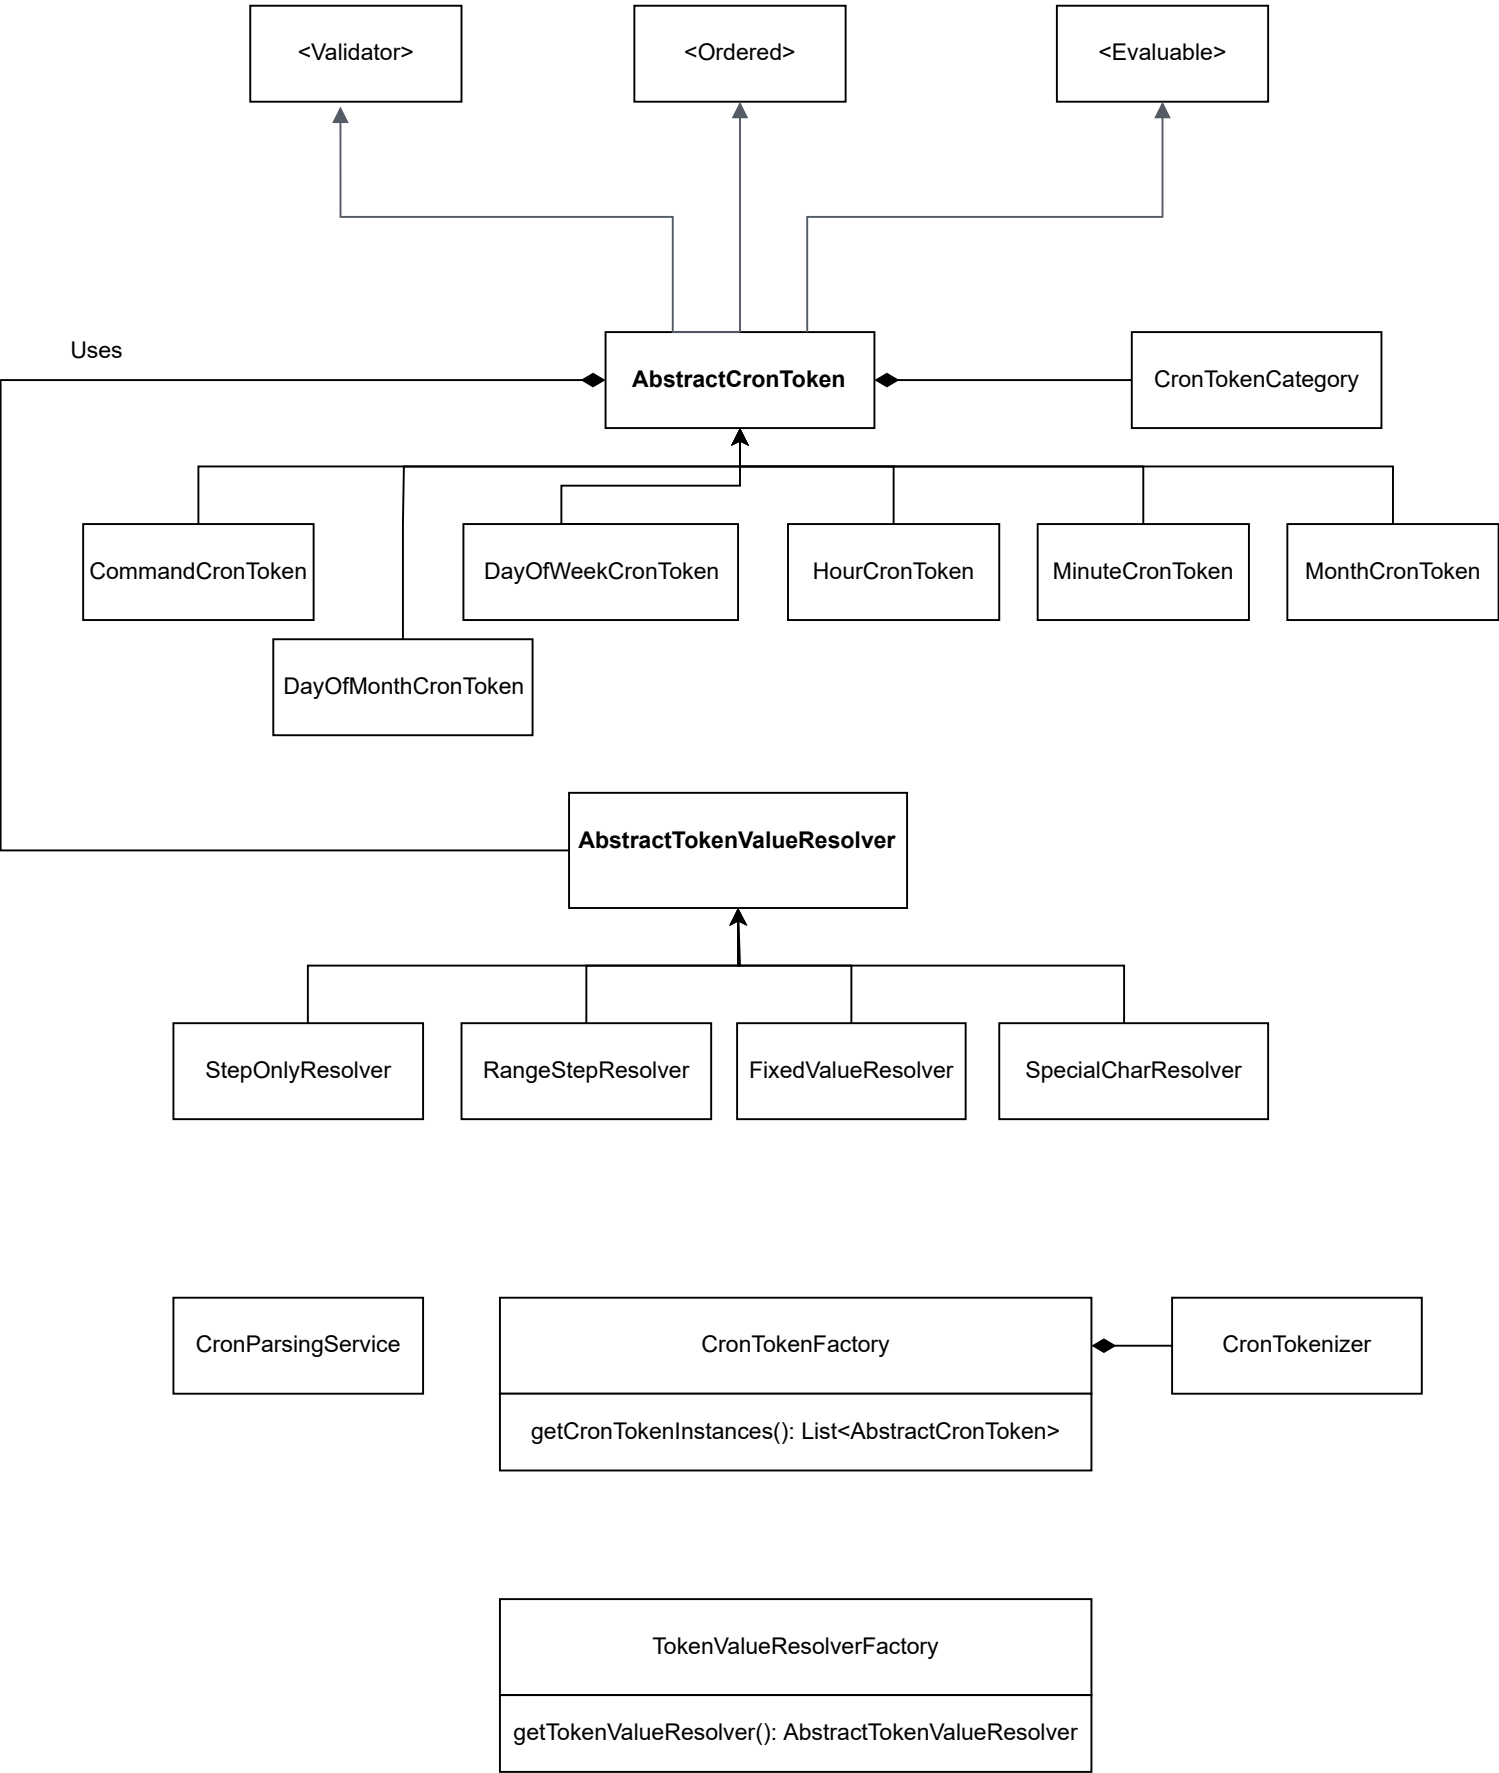 <Validator>
<Ordered>
<Evaluable>
Uses
AbstractCronToken
CronTokenCategory
CommandCronToken
DayOfWeekCronToken
HourCronToken
MinuteCronToken
MonthCronToken
DayOfMonthCronToken
AbstractTokenValueResolver
StepOnlyResolver
RangeStepResolver
FixedValueResolver
SpecialCharResolver
CronParsingService
CronTokenFactory
CronTokenizer
getCronTokenInstances(): List<AbstractCronToken>
TokenValueResolverFactory
getTokenValueResolver(): AbstractTokenValueResolver